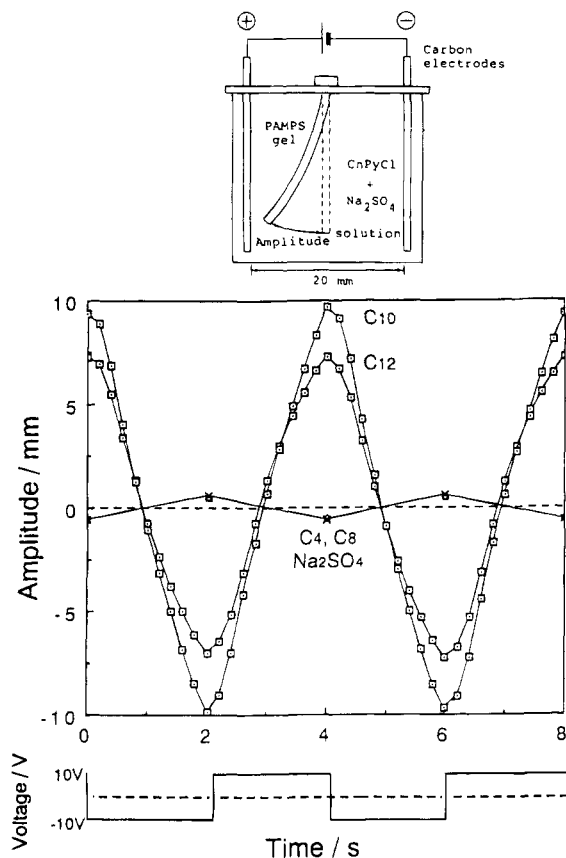 ⊕ ⊖
Carbon
electrodes
PAMPS
gel
CnPyCl
+
Na₂SO₄
Amplitude solution
20 mm
10
C10
C12
5
0
C4, C8
Na₂SO₄
-5
-10
Amplitude / mm
0 2 4 6 8
Voltage / V
10V
-10V
Time / s